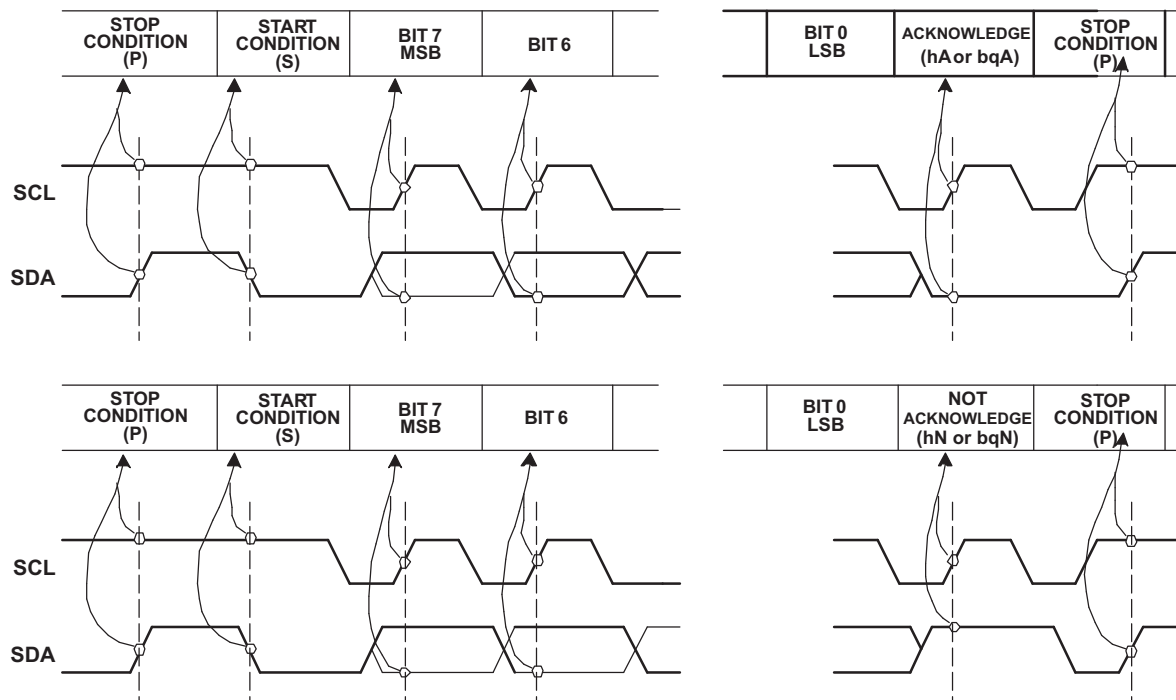 STOP
CONDITION
(P)
START
CONDITION
(S)
BIT 7
MSB
BIT 6
BIT 0
LSB
ACKNOWLEDGE
(hA or bqA)
STOP
CONDITION
(P)
SCL
SDA
STOP
CONDITION
(P)
START
CONDITION
(S)
BIT 7
MSB
BIT 6
BIT 0
LSB
NOT
ACKNOWLEDGE
(hN or bqN)
STOP
CONDITION
(P)
SCL
SDA